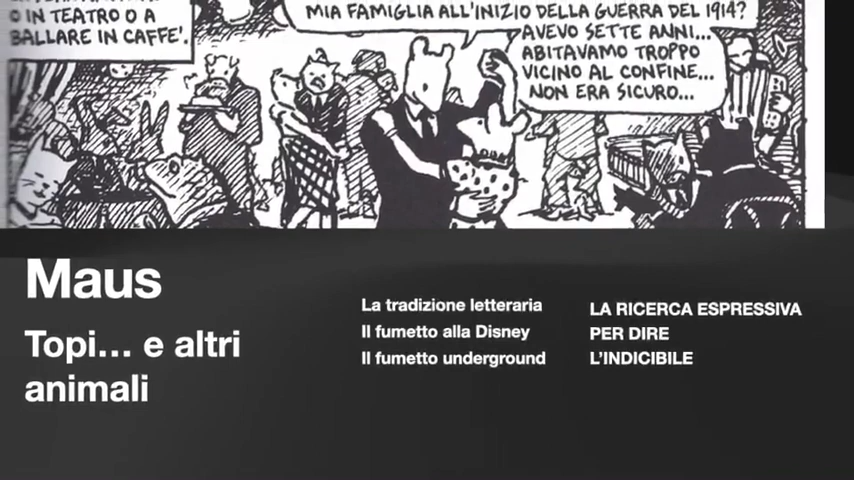 O IN TEATRO O A
BALLARE IN CAFFE'.
MIA FAMIGLIA ALL'INIZIO DELLA GUERRA DEL 1914?
AVEVO SETTE ANNI...
ABITAVAMO TROPPO
VICINO AL CONFINE...
NON ERA SICURO...
Maus
Topi... e altri
animali
La tradizione letteraria
Il fumetto alla Disney
Il fumetto underground
LA RICERCA ESPRESSIVA
PER DIRE
L'INDICIBILE